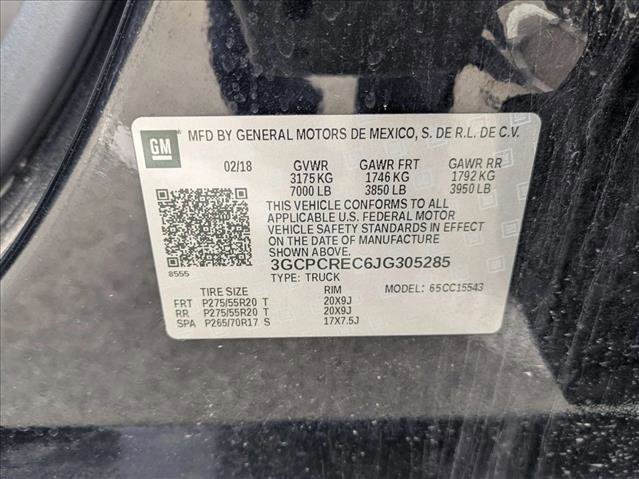 GM
MFD BY GENERAL MOTORS DE MEXICO, S. DE R.L. DE C.V.
02/18 GVWR GAWR FRT GAWR RR
3175 KG 1746 KG 1792 KG
7000 LB 3850 LB 3950 LB
THIS VEHICLE CONFORMS TO ALL
APPLICABLE U.S. FEDERAL MOTOR
VEHICLE SAFETY STANDARDS IN EFFECT
ON THE DATE OF MANUFACTURE
SHOWN ABOVE.
8555 3GCPCREC6JG305285
TYPE: TRUCK
TIRE SIZE RIM MODEL: 65CC15543
FRT P275/55R20 T 20X9J
RR P275/55R20 T 20X9J
SPA P265/70R17 S 17X7.5J